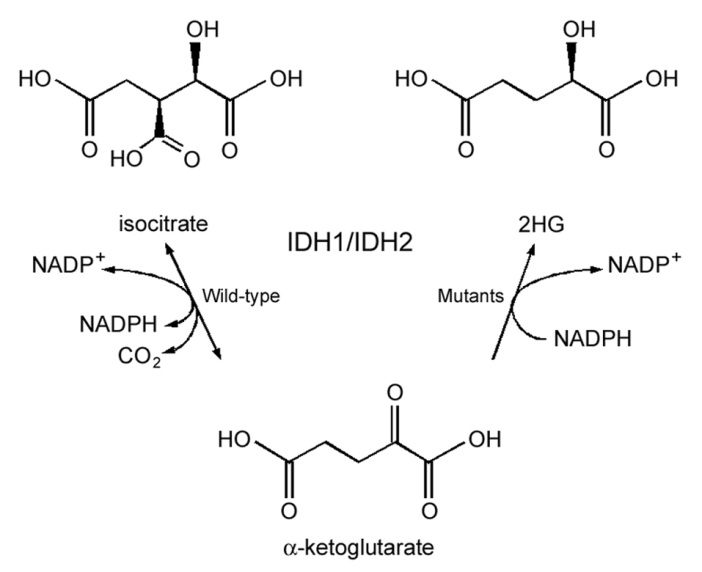 OH
OH
HO
OH
HO
OH
O
HO
O
O
O
O
isocitrate
IDH1/IDH2
2HG
NADP+
NADP+
Wild-type
Mutants
NADPH
NADPH
CO2
O
HO
OH
O
O
α-ketoglutarate